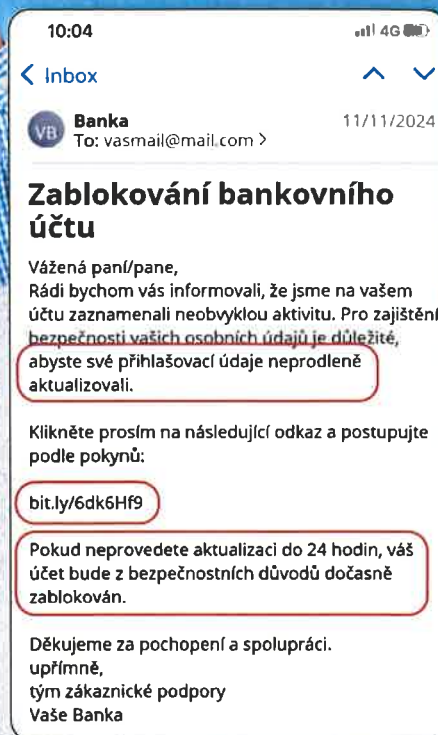 10:04
4G
Inbox
VB
Banka
11/11/2024
To: vasmail@mail.com >
Zablokování bankovního
účtu
Vážená paní/pane,
Rádi bychom vás informovali, že jsme na vašem
účtu zaznamenali neobvyklou aktivitu. Pro zajištění
bezpečnosti vašich osobních údajů je důležité,
abyste své přihlašovací údaje neprodleně
aktualizovali.
Klikněte prosím na následující odkaz a postupujte
podle pokynů:
bit.ly/6dk6Hf9
Pokud neprovedete aktualizaci do 24 hodin, váš
účet bude z bezpečnostních důvodů dočasně
zablokován.
Děkujeme za pochopení a spolupráci.
upřímně,
tým zákaznické podpory
Vaše Banka